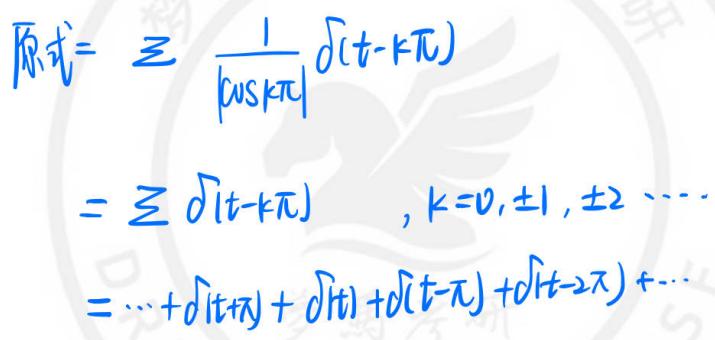 原式= Σ 1/|cos kπ| δ(t-kπ)
= Σ δ(t-kπ) , k=0,±1,±2 ····
= ···+δ(t+π)+δ(t)+δ(t-π)+δ(t-2π)+···